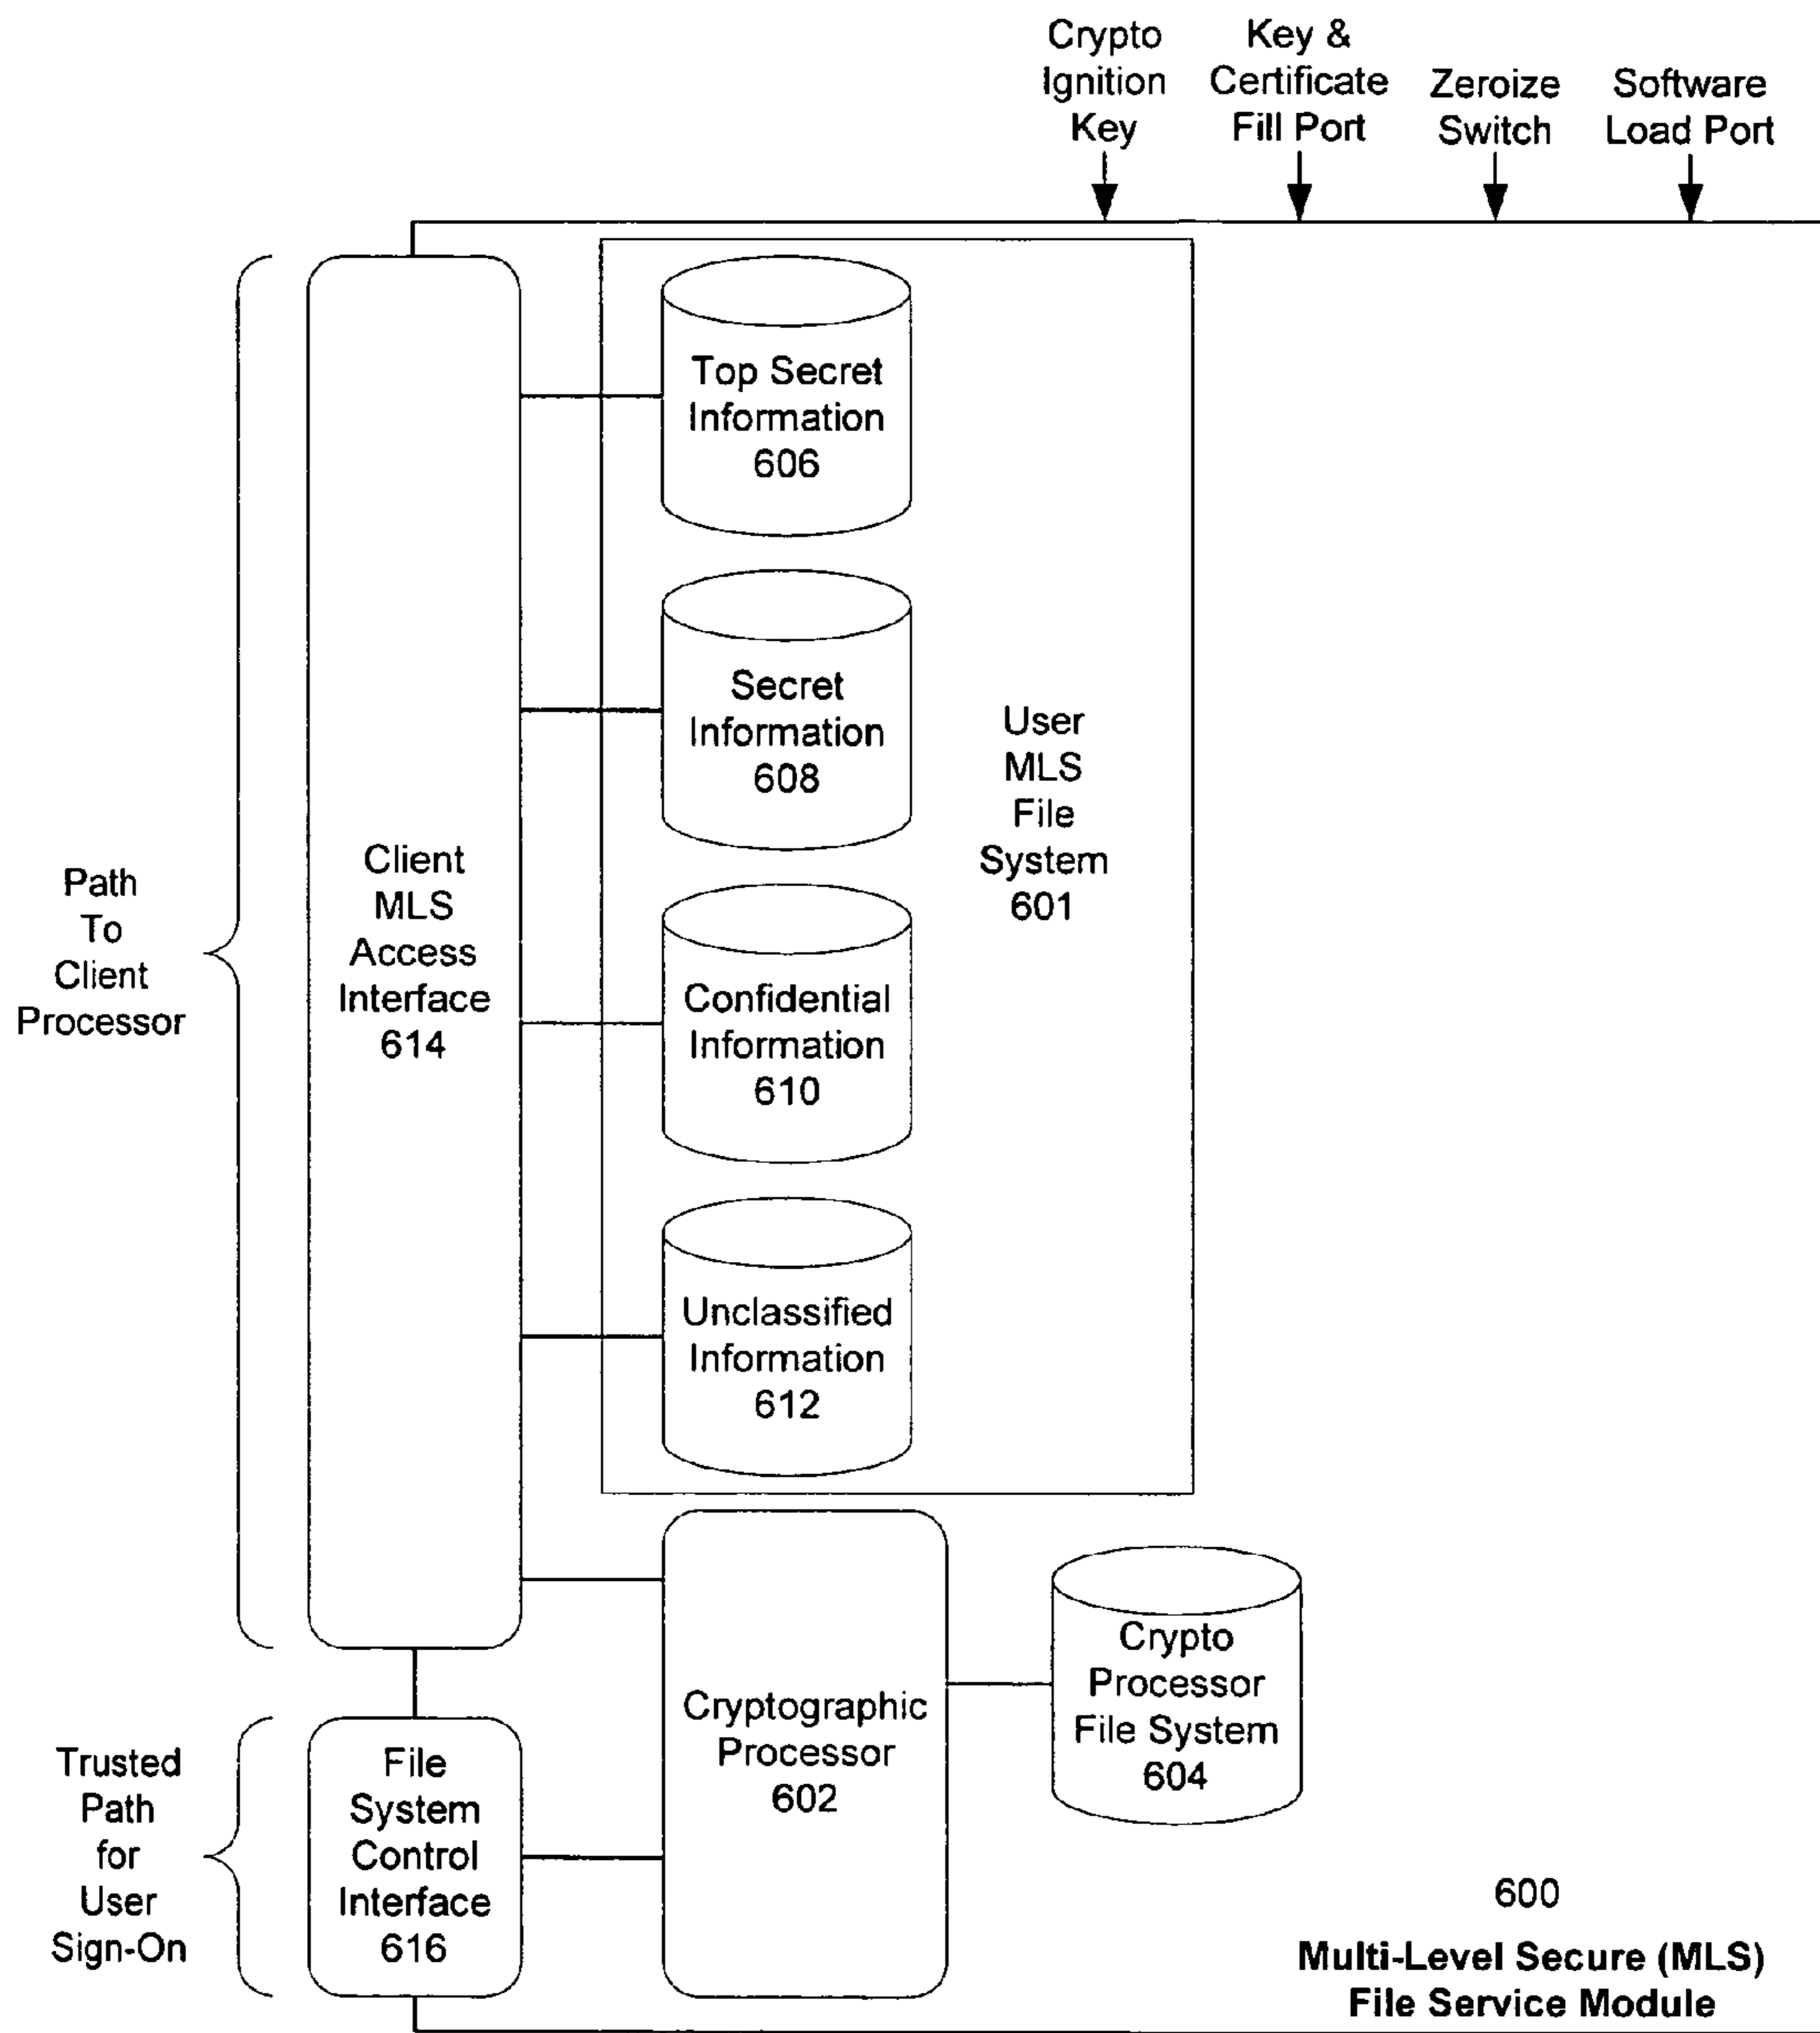 Crypto
Ignition
Key
Key &
Certificate
Fill Port
Zeroize
Switch
Software
Load Port
Top Secret
Information
606
Secret
Information
608
User
MLS
File
System
601
Path
To
Client
Processor
Client
MLS
Access
Interface
614
Confidential
Information
610
Unclassified
Information
612
Crypto
Processor
File System
604
Cryptographic
Processor
602
Trusted
Path
for
User
Sign-On
File
System
Control
Interface
616
600
Multi-Level Secure (MLS)
File Service Module